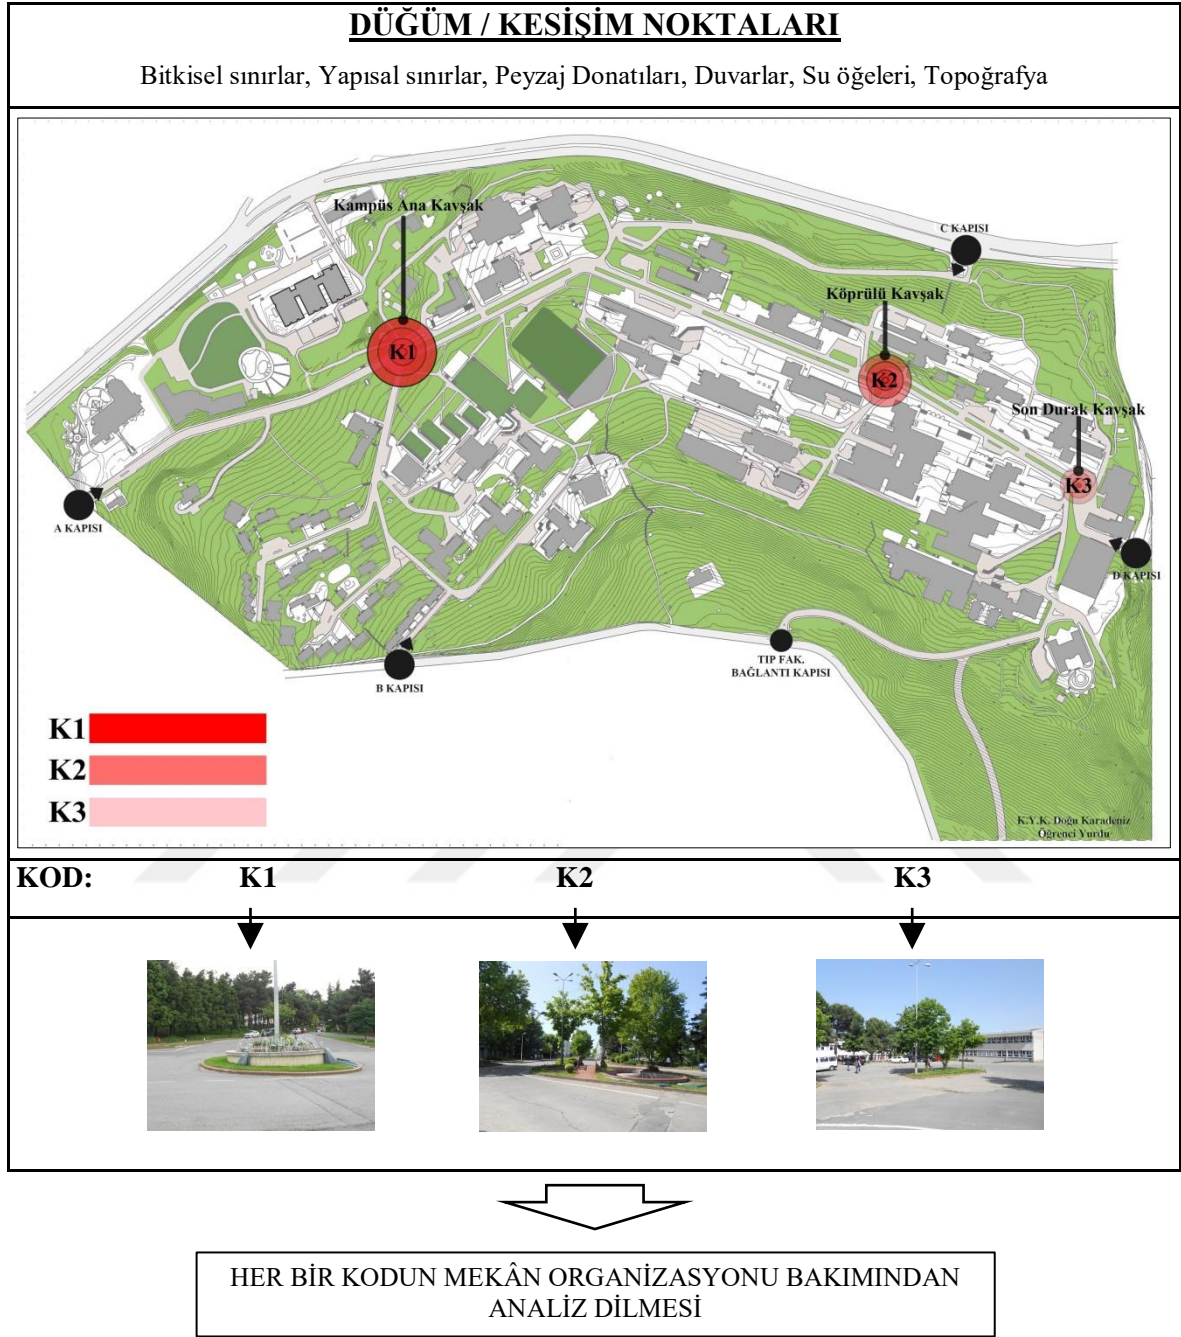 DÜĞÜM / KESİŞİM NOKTALARI
Bitkisel sınırlar, Yapısal sınırlar, Peyzaj Donatıları, Duvarlar, Su öğeleri, Topoğrafya
Kampüs Ana Kavşak
C KAPISI
Köprülü Kavşak
K1
K2
Son Durak Kavşak
K3
A KAPISI
D KAPISI
B KAPISI
TIP FAK.
BAĞLANTI KAPISI
K1
K2
K3
K.Y.K. Doğu Karadeniz
Öğrenci Yurdu
KOD: K1 K2 K3
HER BİR KODUN MEKÂN ORGANİZASYONU BAKIMINDAN
ANALİZ DİLMESİ